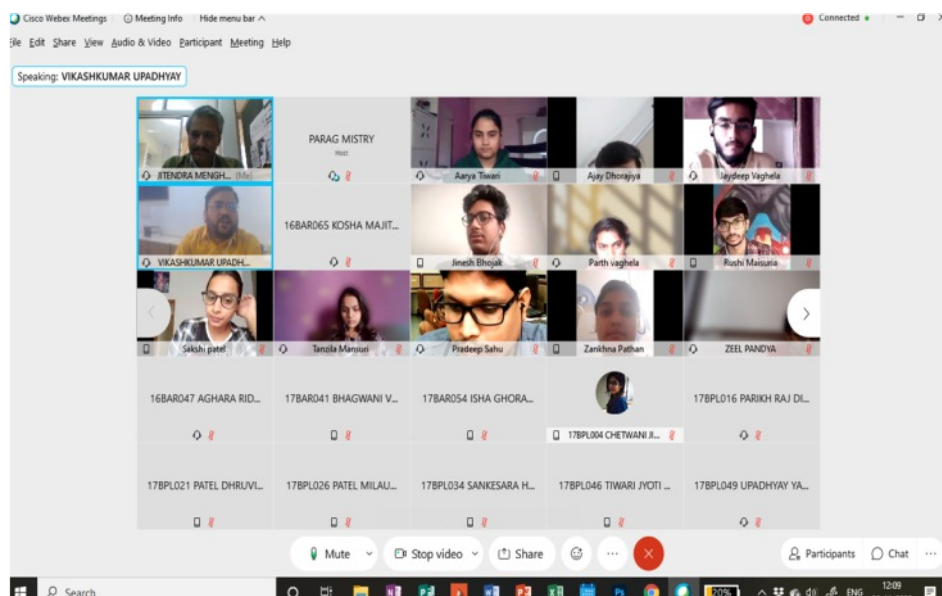 Cisco Webex Meetings Meeting Info Hide menu bar Connected
File Edit Share View Audio & Video Participant Meeting Help
Speaking: VIKASHKUMAR UPADHYAY
PARAG MISTRY
Host
JITENDRA MENGH... (Me) Aarya Tiwari Ajay Dhorajiya Jaydeep Vaghela
16BAR065 KOSHA MAJIT...
VIKASHKUMAR UPADH... Jinesh Bhojak Parth vaghela Rushi Maisuria
Sakshi patel Tanzila Mansuri Pradeep Sahu Zankhna Pathan ZEEL PANDYA
16BAR047 AGHARA RID... 17BAR041 BHAGWANI V... 17BAR054 ISHA GHORA... 17BPL016 PARIKH RAJ DI...
17BPL004 CHETWANI JI...
17BPL021 PATEL DHRUVI... 17BPL026 PATEL MILAU... 17BPL034 SANKESARA H... 17BPL046 TIWARI JYOTI ... 17BPL049 UPADHYAY YA...
Mute Stop video Share Participants Chat
Search 20% ENG 12:09